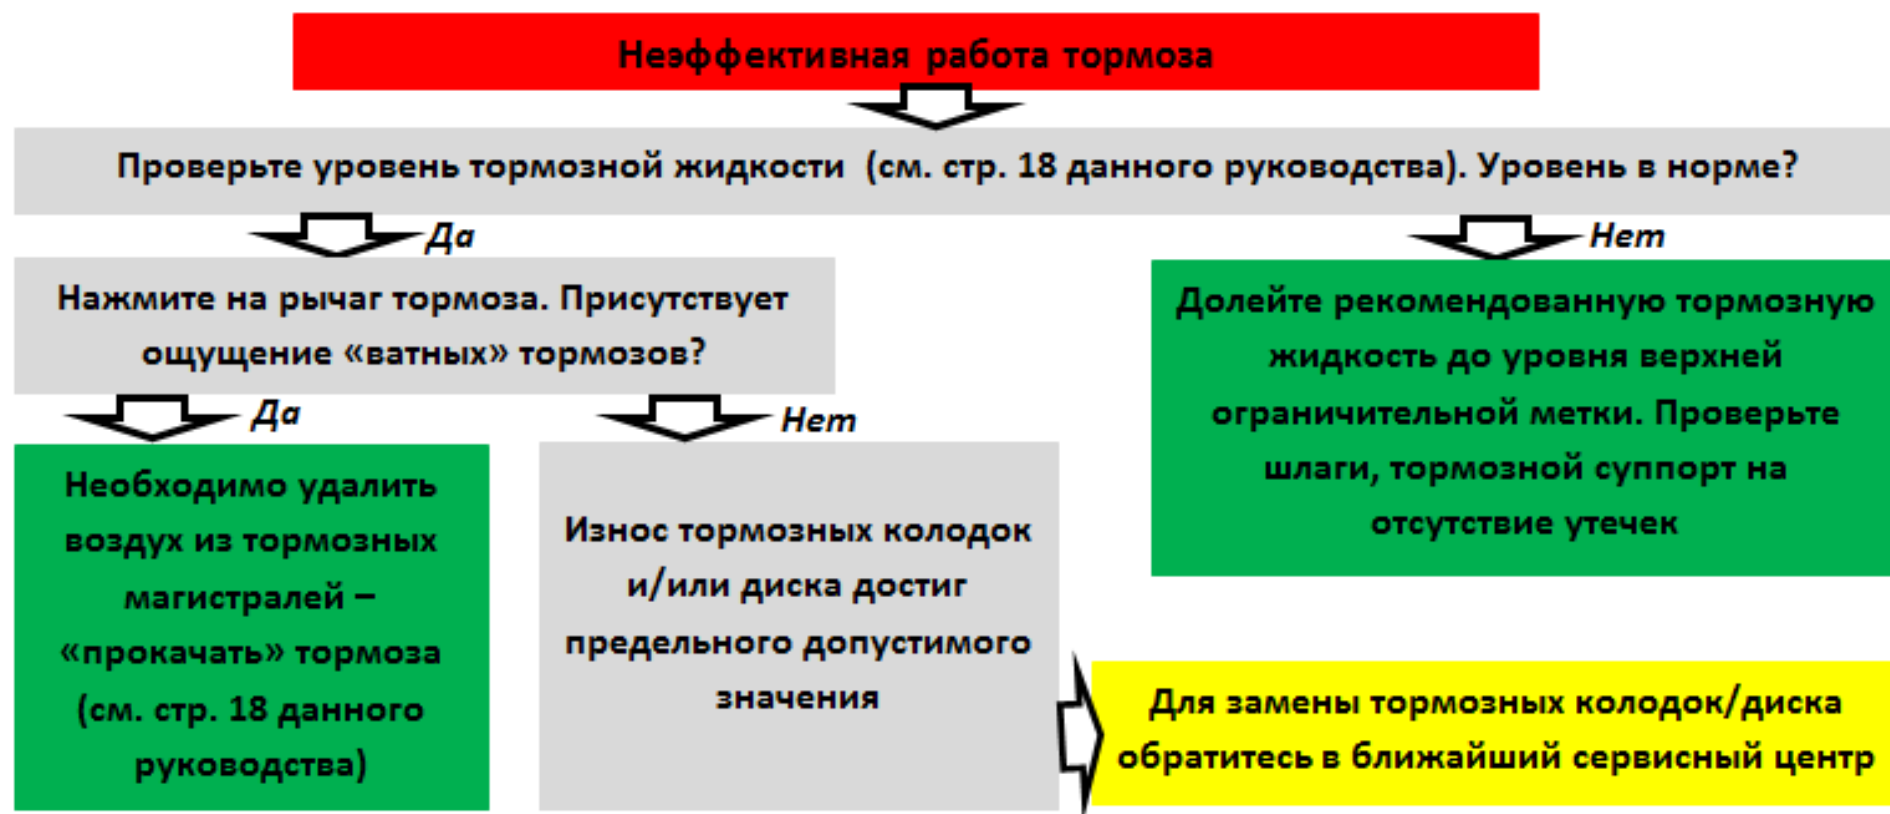 Неэффективная работа тормоза
Проверьте уровень тормозной жидкости (см. стр. 18 данного руководства). Уровень в норме?
Да
Нет
Нажмите на рычаг тормоза. Присутствует
ощущение «ватных» тормозов?
Долейте рекомендованную тормозную
жидкость до уровня верхней
ограничительной метки. Проверьте
шлаги, тормозной суппорт на
отсутствие утечек
Да
Нет
Необходимо удалить
воздух из тормозных
магистралей –
«прокачать» тормоза
(см. стр. 18 данного
руководства)
Износ тормозных колодок
и/или диска достиг
предельного допустимого
значения
Для замены тормозных колодок/диска
обратитесь в ближайший сервисный центр